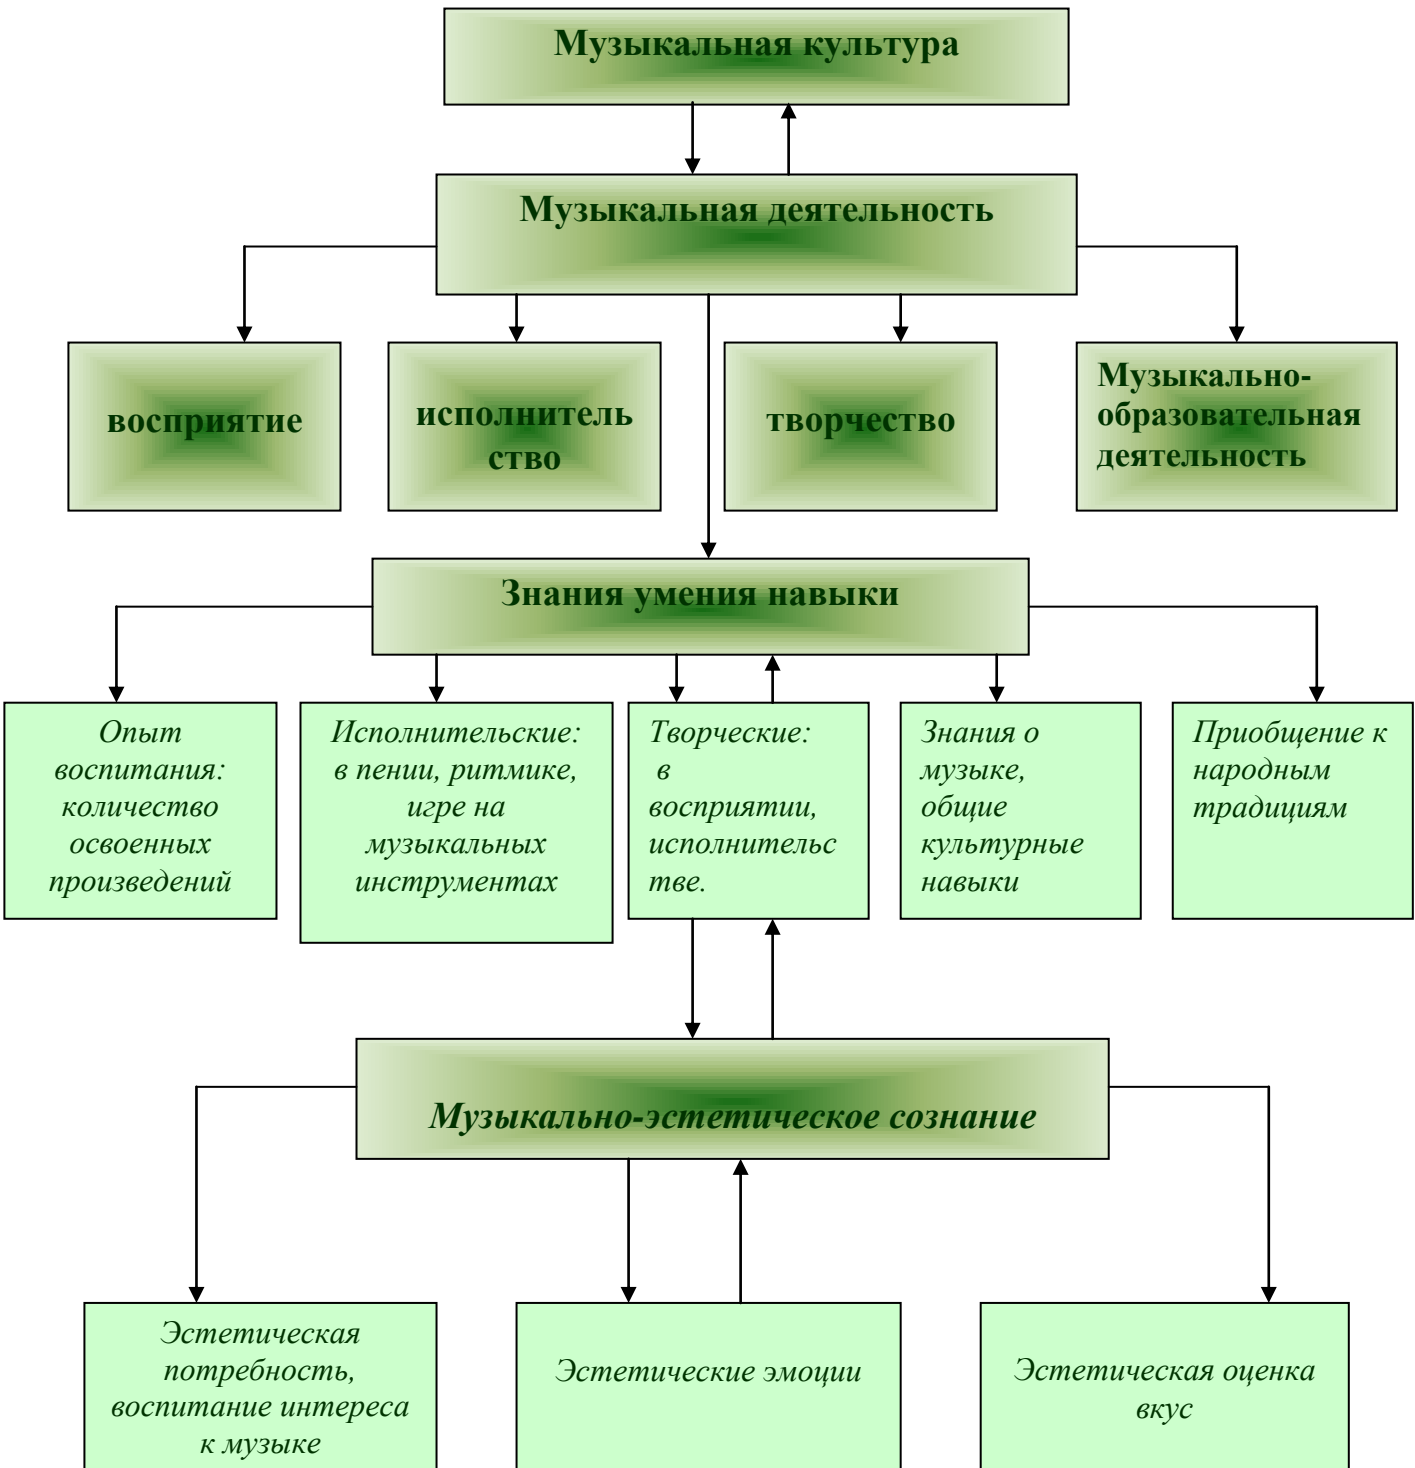 Музыкальная культура
Музыкальная деятельность
восприятие
исполнитель
ство
творчество
Музыкально-
образовательная
деятельность
Знания умения навыки
Опыт
воспитания:
количество
освоенных
произведений
Исполнительские:
в пении, ритмике,
игре на
музыкальных
инструментах
Творческие:
в
восприятии,
исполнительс
тве.
Знания о
музыке,
общие
культурные
навыки
Приобщение к
народным
традициям
Музыкально-эстетическое сознание
Эстетическая
потребность,
воспитание интереса
к музыке
Эстетические эмоции
Эстетическая оценка
вкус